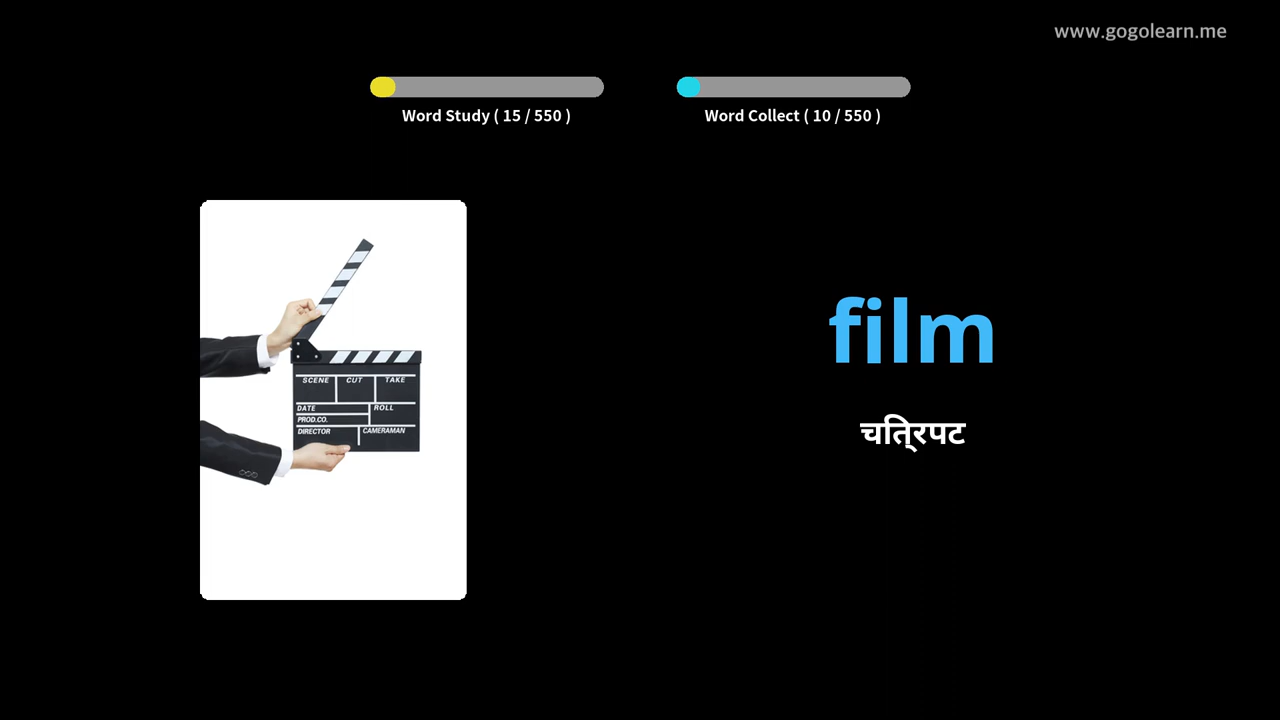 www.gogolearn.me
Word Study ( 15 / 550 )
Word Collect ( 10 / 550 )
SCENE CUT TAKE
DATE ROLL
PROD.CO.
DIRECTOR CAMERAMAN
film
चित्रपट